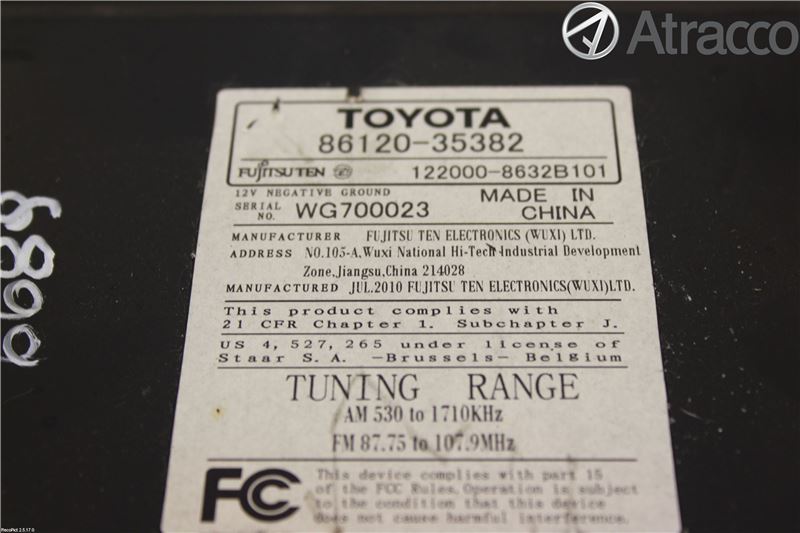 Atracco
TOYOTA
86120-35382
FUJITSU TEN 122000-8632B101
12V NEGATIVE GROUND
SERIAL NO. WG700023
MADE IN CHINA
MANUFACTURER FUJITSU TEN ELECTRONICS (WUXI) LTD.
ADDRESS NO.105-A,Wuxi National Hi-Tech Industrial Development
Zone,Jiangsu,China 214028
MANUFACTURED JUL.2010 FUJITSU TEN ELECTRONICS(WUXI)LTD.
This product complies with
21 CFR Chapter 1. Subchapter J.
US 4,527,265 under license of
Staar S.A. -Brussels- Belgium
TUNING RANGE
AM 530 to 1710KHz
FM 87.75 to 107.9MHz
FC
This device complies with part 15
of the FCC Rules.Operation is subject
to the condition that this device
does not cause harmful interference.
RecoPict 2.5.17.0